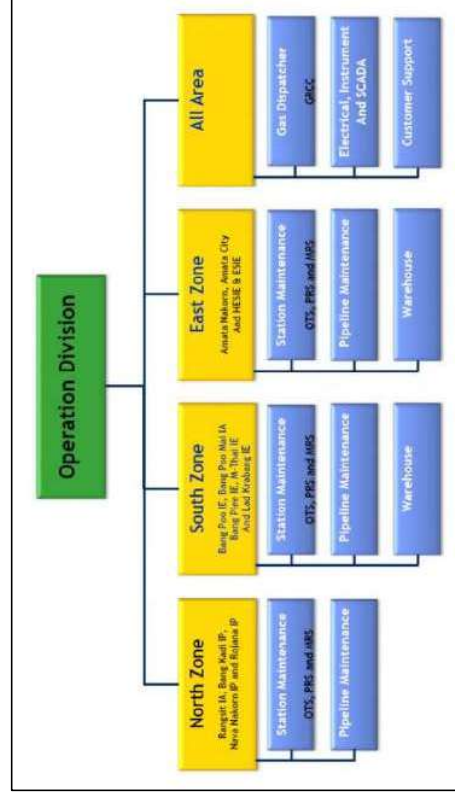 Operation Division
North Zone
Rangsit IA, Bang Kadi IP,
Nava Nakorn IP and Rojana IP
Station Maintenance
OTS, PRS and MRS
Pipeline Maintenance
South Zone
Bang Poo IE, Bang Poo Mai IA
Bang Plee IE, M-Thai IE
And Lad Krabang IE
Station Maintenance
OTS, PRS and MRS
Pipeline Maintenance
Warehouse
East Zone
Amata Nakorn, Amata City
And HESIE & ESIE
Station Maintenance
OTS, PRS and MRS
Pipeline Maintenance
Warehouse
All Area
Gas Dispatcher
GRCC
Electrical, Instrument
And SCADA
Customer Support